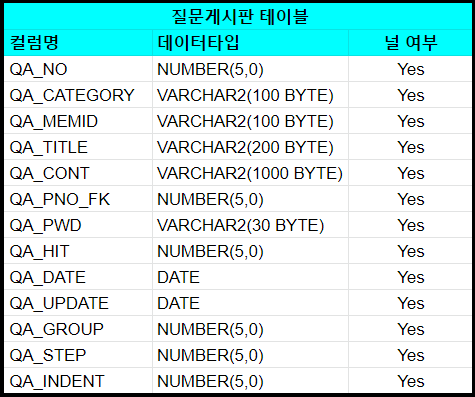 질문게시판 테이블
컬럼명 데이터타입 널 여부
QA_NO NUMBER(5,0) Yes
QA_CATEGORY VARCHAR2(100 BYTE) Yes
QA_MEMID VARCHAR2(100 BYTE) Yes
QA_TITLE VARCHAR2(200 BYTE) Yes
QA_CONT VARCHAR2(1000 BYTE) Yes
QA_PNO_FK NUMBER(5,0) Yes
QA_PWD VARCHAR2(30 BYTE) Yes
QA_HIT NUMBER(5,0) Yes
QA_DATE DATE Yes
QA_UPDATE DATE Yes
QA_GROUP NUMBER(5,0) Yes
QA_STEP NUMBER(5,0) Yes
QA_INDENT NUMBER(5,0) Yes